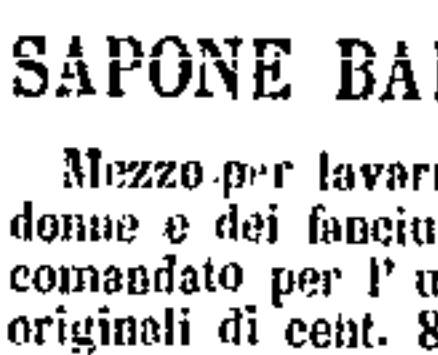 SAPONE BA
Mezzo per lavar
donne e dei fanciu
comandato per l' u
originali di cent. 8